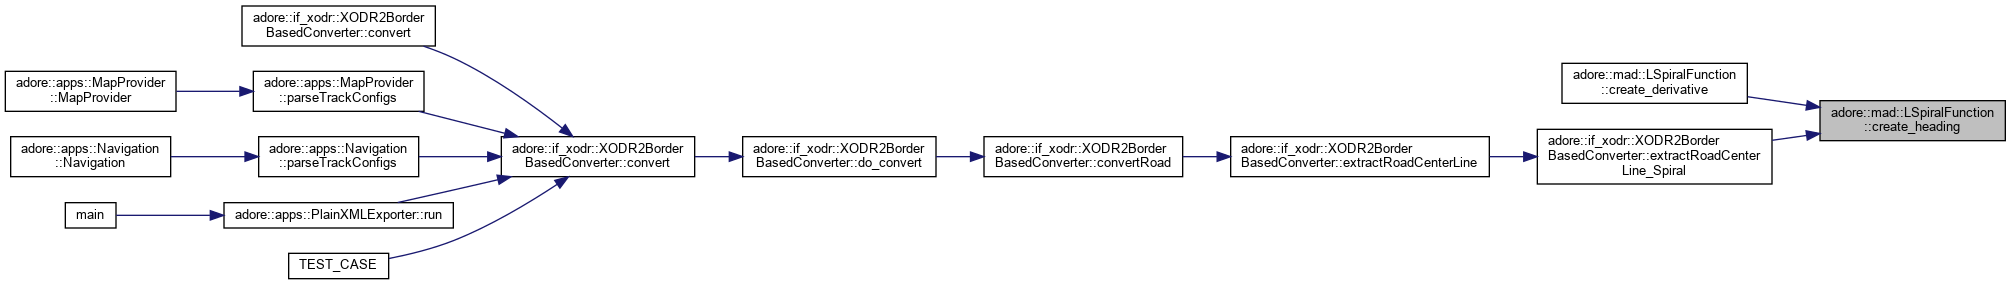 adore::if_xodr::XODR2Border
BasedConverter::convert
adore::apps::MapProvider
::MapProvider
adore::apps::MapProvider
::parseTrackConfigs
adore::apps::Navigation
::Navigation
adore::apps::Navigation
::parseTrackConfigs
main
adore::apps::PlainXMLExporter::run
TEST_CASE
adore::if_xodr::XODR2Border
BasedConverter::convert
adore::if_xodr::XODR2Border
BasedConverter::do_convert
adore::if_xodr::XODR2Border
BasedConverter::convertRoad
adore::if_xodr::XODR2Border
BasedConverter::extractRoadCenterLine
adore::mad::LSpiralFunction
::create_derivative
adore::if_xodr::XODR2Border
BasedConverter::extractRoadCenter
Line_Spiral
adore::mad::LSpiralFunction
::create_heading